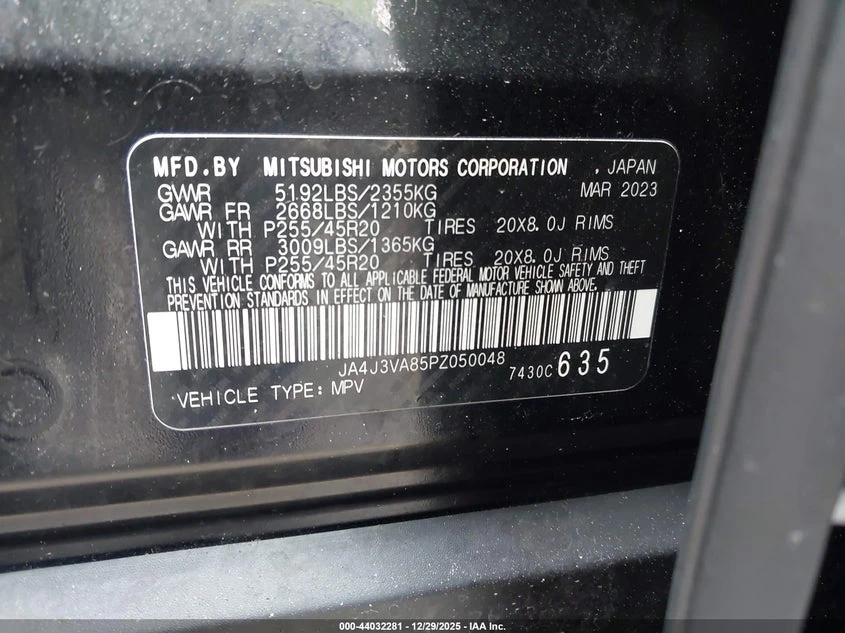 MFD.BY MITSUBISHI MOTORS CORPORATION , JAPAN
GVWR 5192LBS/2355KG MAR 2023
GAWR FR 2668LBS/1210KG
WITH P255/45R20 TIRES 20X8.0J RIMS
GAWR RR 3009LBS/1365KG
WITH P255/45R20 TIRES 20X8.0J RIMS
THIS VEHICLE CONFORMS TO ALL APPLICABLE FEDERAL MOTOR VEHICLE SAFETY AND THEFT
PREVENTION STANDARDS IN EFFECT ON THE DATE OF MANUFACTURE SHOWN ABOVE.
JA4J3VA85PZ050048
7430C 635
VEHICLE TYPE: MPV
000-44032281 - 12/29/2025 - IAA Inc.